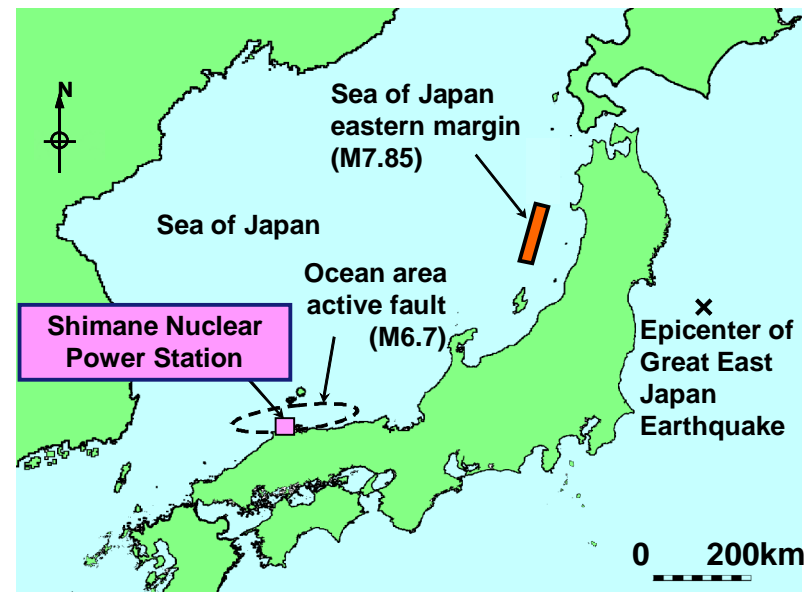 N
Sea of Japan
eastern margin
(M7.85)
Sea of Japan
Ocean area
active fault
(M6.7)
Shimane Nuclear
Power Station
Epicenter of
Great East
Japan
Earthquake
0 200km